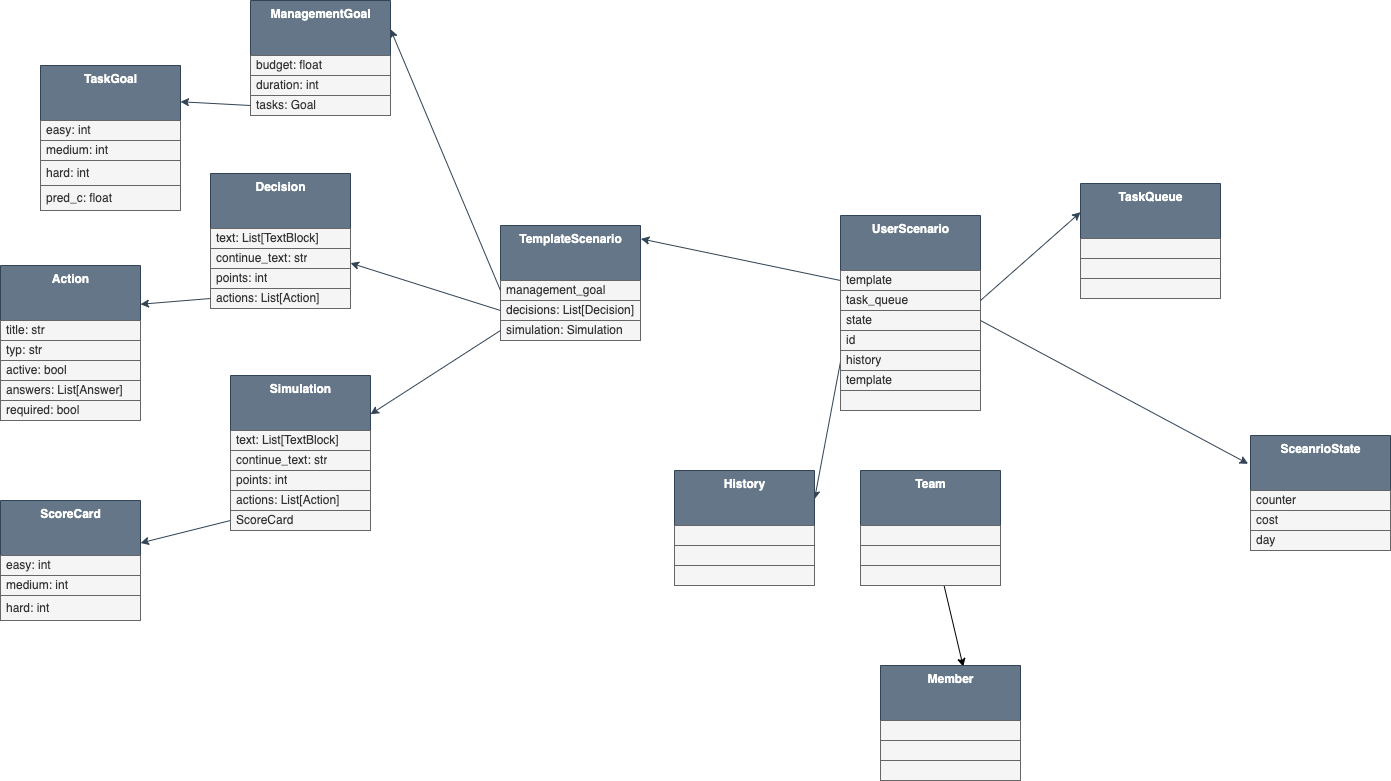 ManagementGoal
budget: float
duration: int
tasks: Goal
TaskGoal
easy: int
medium: int
hard: int
pred_c: float
Decision
text: List[TextBlock]
continue_text: str
points: int
actions: List[Action]
Action
title: str
typ: str
active: bool
answers: List[Answer]
required: bool
Simulation
text: List[TextBlock]
continue_text: str
points: int
actions: List[Action]
ScoreCard
ScoreCard
easy: int
medium: int
hard: int
TemplateScenario
management_goal
decisions: List[Decision]
simulation: Simulation
UserScenario
template
task_queue
state
id
history
template
TaskQueue
SceanrioState
counter
cost
day
History
Team
Member